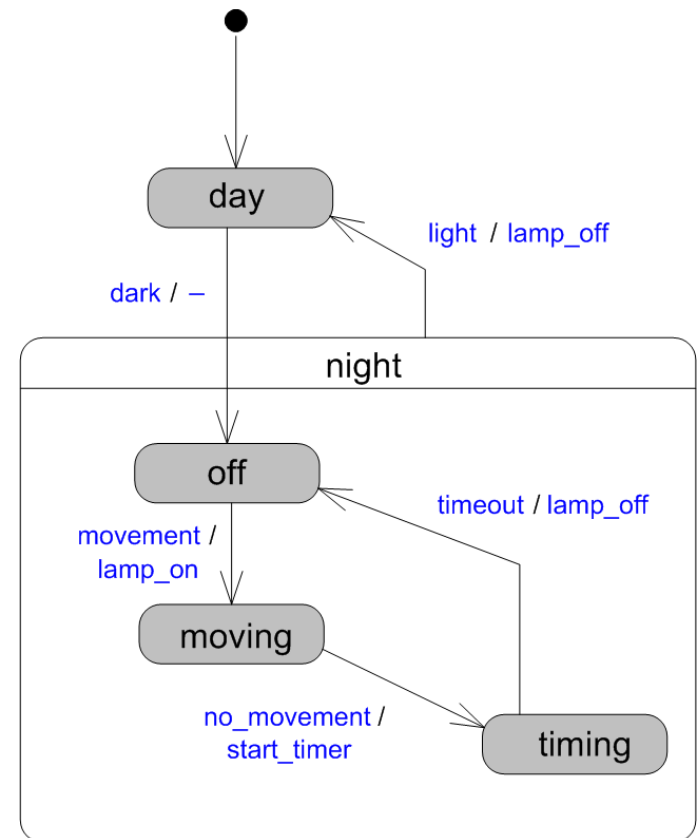 day
light / lamp_off
dark / –
night
off
timeout / lamp_off
movement /
lamp_on
moving
no_movement /
start_timer
timing